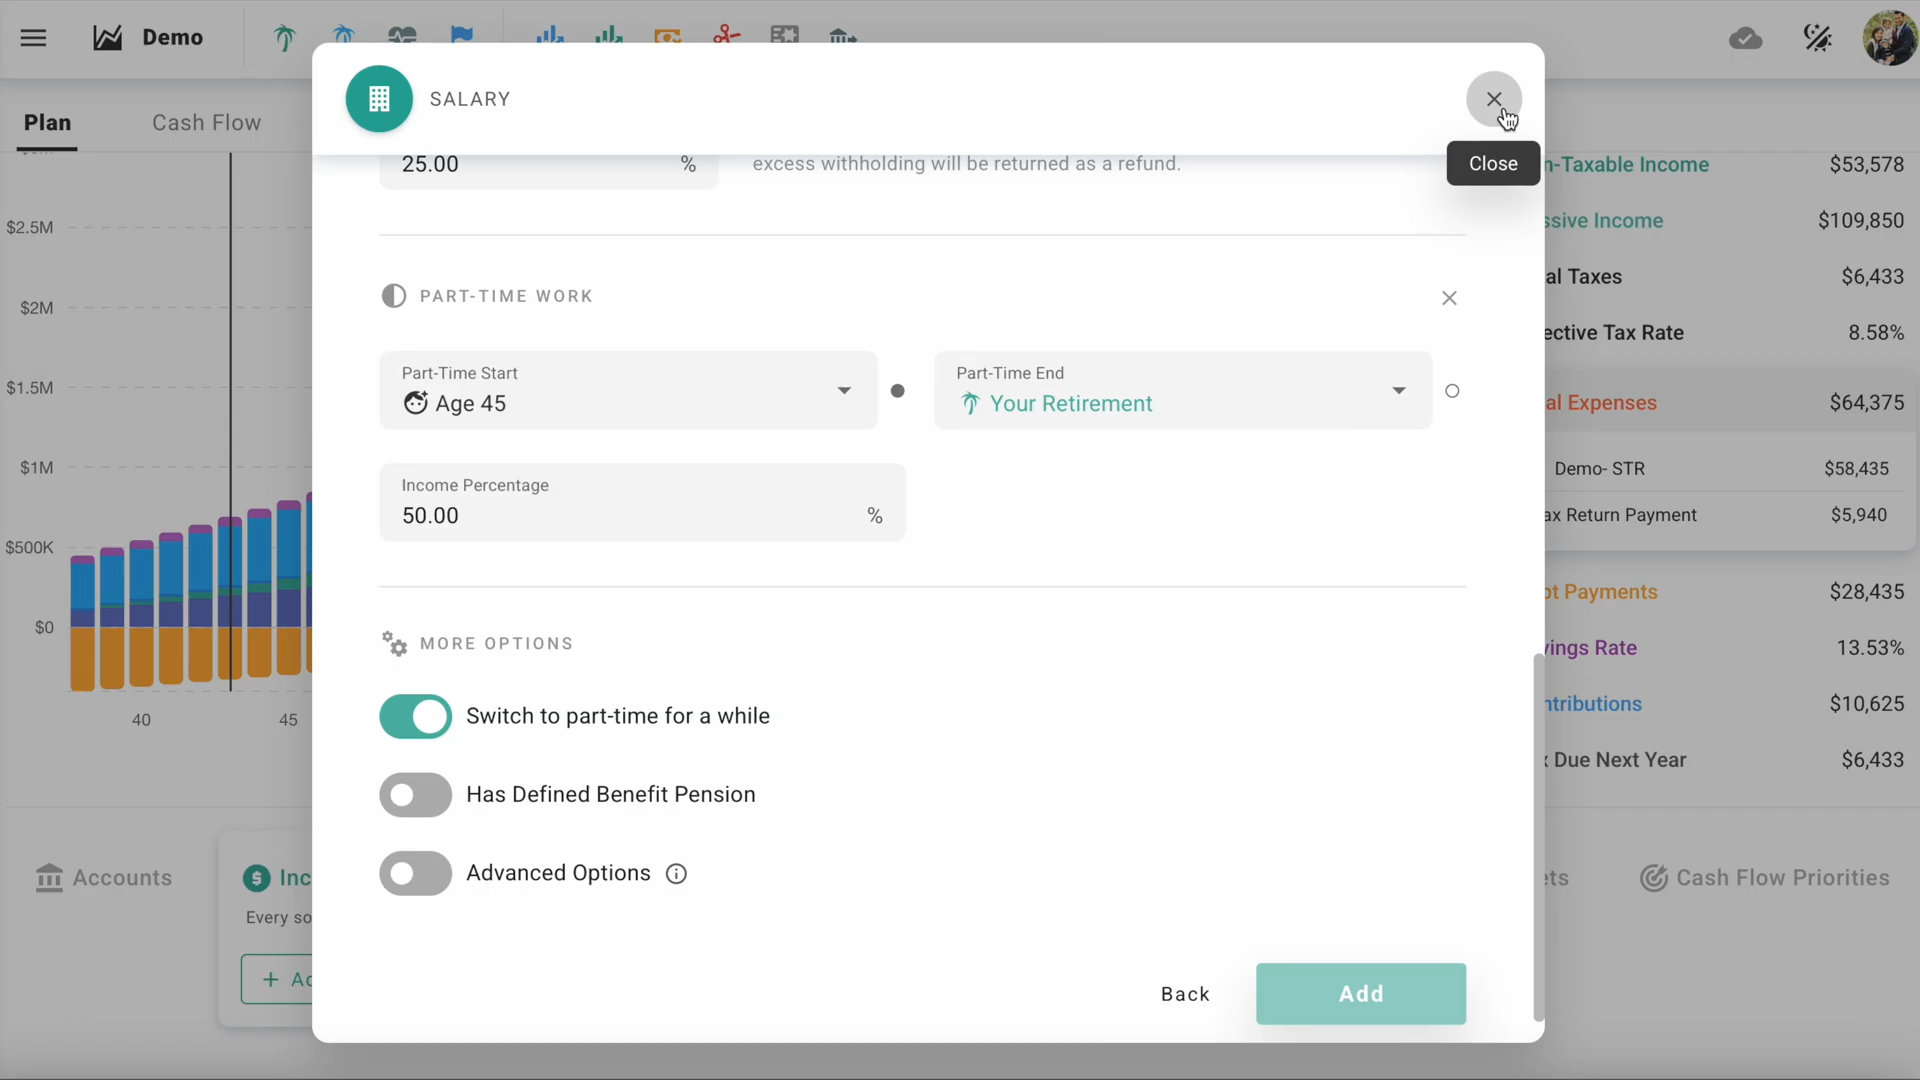 Demo
SALARY
Close
Plan
Cash Flow
25.00
%
excess withholding will be returned as a refund.
PART-TIME WORK
Part-Time Start
Age 45
Part-Time End
Your Retirement
Income Percentage
50.00
%
MORE OPTIONS
Switch to part-time for a while
Has Defined Benefit Pension
Advanced Options
Back
Add
$2.5M
$2M
$1.5M
$1M
$500K
$0
40
45
n-Taxable Income
$53,578
ssive Income
$109,850
al Taxes
$6,433
ective Tax Rate
8.58%
al Expenses
$64,375
Demo- STR
$58,435
ax Return Payment
$5,940
bt Payments
$28,435
vings Rate
13.53%
ntributions
$10,625
x Due Next Year
$6,433
Accounts
Inc
Every so
+ Ac
ets
Cash Flow Priorities